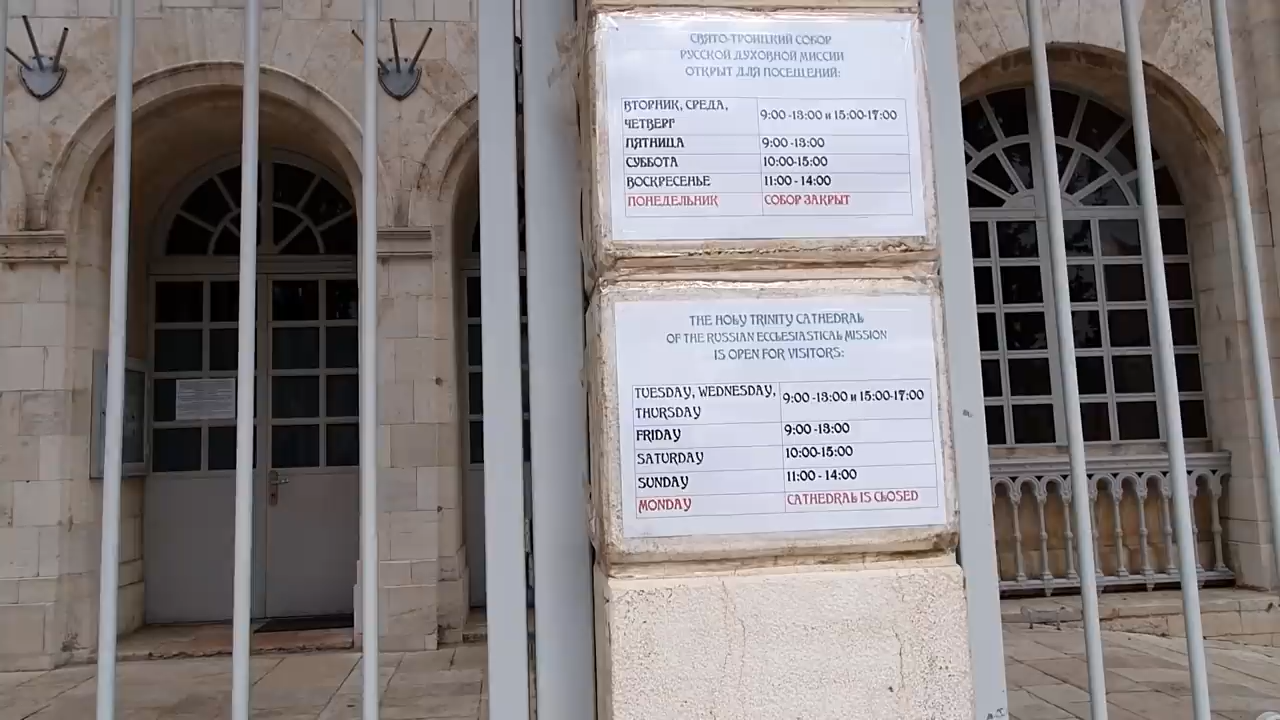 СВЯТО-ТРОИЦКИЙ СОБОР
РУССКОЙ ДУХОВНОЙ МИССИИ
ОТКРЫТ ДЛЯ ПОСЕЩЕНИЙ:
ВТОРНИК, СРЕДА, ЧЕТВЕРГ 9:00 -13:00 и 15:00-17:00
ПЯТНИЦА 9:00 -13:00
СУББОТА 10:00-15:00
ВОСКРЕСЕНЬЕ 11:00 - 14:00
ПОНЕДЕЛЬНИК СОБОР ЗАКРЫТ
THE HOLY TRINITY CATHEDRAL
OF THE RUSSIAN ECCLESIASTICAL MISSION
IS OPEN FOR VISITORS:
TUESDAY, WEDNESDAY, THURSDAY 9:00 -13:00 и 15:00-17:00
FRIDAY 9:00 -13:00
SATURDAY 10:00-15:00
SUNDAY 11:00 - 14:00
MONDAY CATHEDRAL IS CLOSED